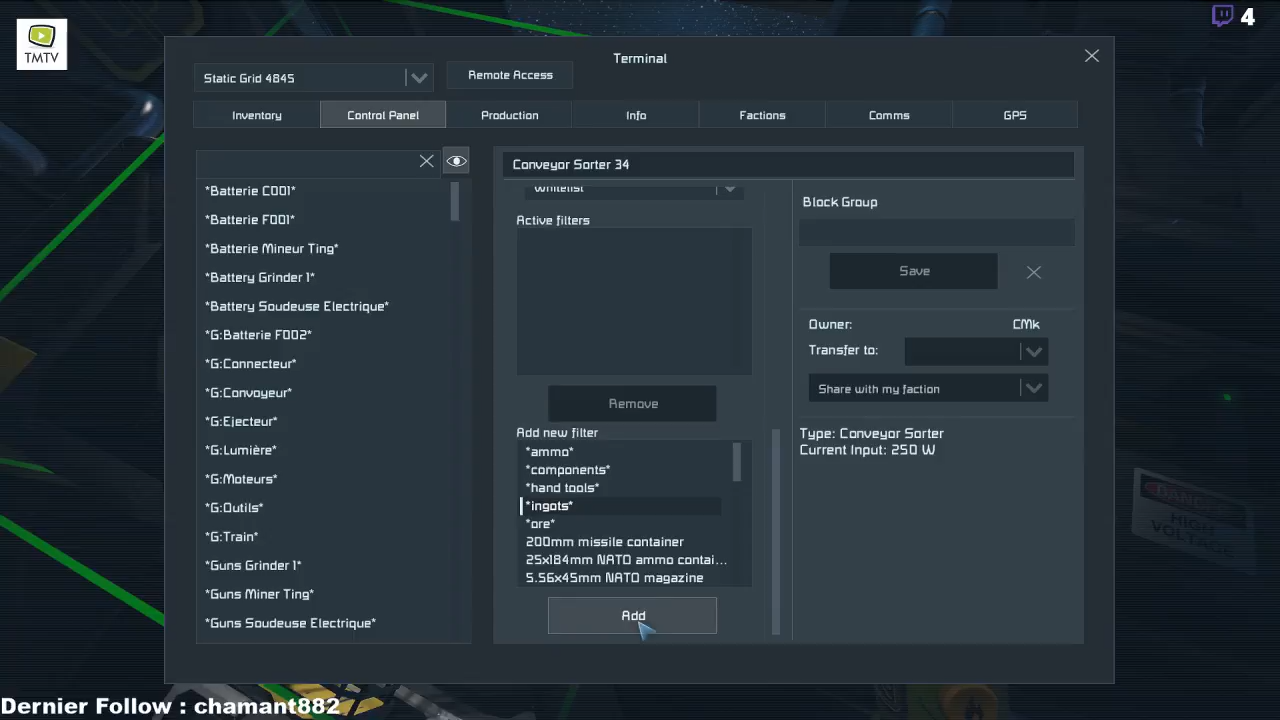 TMTV
4
Terminal
Static Grid 4845
Remote Access
Inventory
Control Panel
Production
Info
Factions
Comms
GPS
*Batterie C001*
*Batterie F001*
*Batterie Mineur Ting*
*Battery Grinder 1*
*Battery Soudeuse Electrique*
*G:Batterie F002*
*G:Connecteur*
*G:Convoyeur*
*G:Ejecteur*
*G:Lumière*
*G:Moteurs*
*G:Outils*
*G:Train*
*Guns Grinder 1*
*Guns Miner Ting*
*Guns Soudeuse Electrique*
Conveyor Sorter 34
Whitelist
Active filters
Remove
Add new filter
*ammo*
*components*
*hand tools*
*ingots*
*ore*
200mm missile container
25x184mm NATO ammo contai...
5.56x45mm NATO magazine
Add
Block Group
Save
Owner: CMk
Transfer to:
Share with my faction
Type: Conveyor Sorter
Current Input: 250 W
DANGER
HIGH
VOLTAGE
Dernier Follow : chamant882